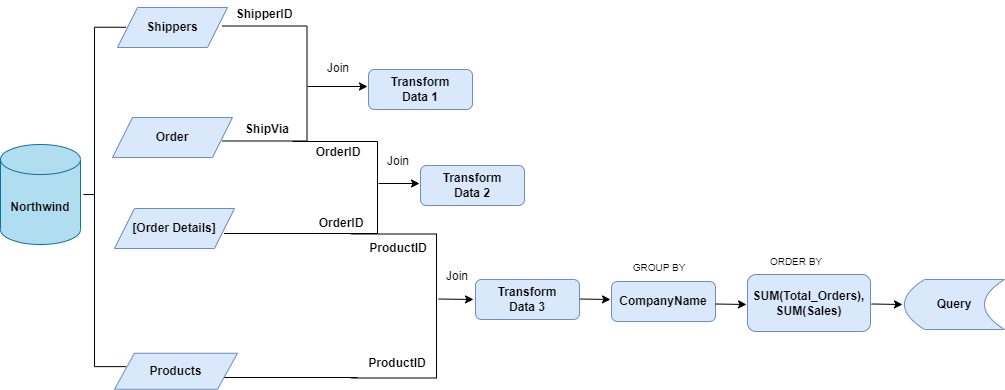 Shippers
ShipperID
Join
Transform
Data 1
Order
ShipVia
OrderID
Join
Transform
Data 2
Northwind
[Order Details]
OrderID
ProductID
Join
Transform
Data 3
GROUP BY
CompanyName
ORDER BY
SUM(Total_Orders),
SUM(Sales)
Query
Products
ProductID